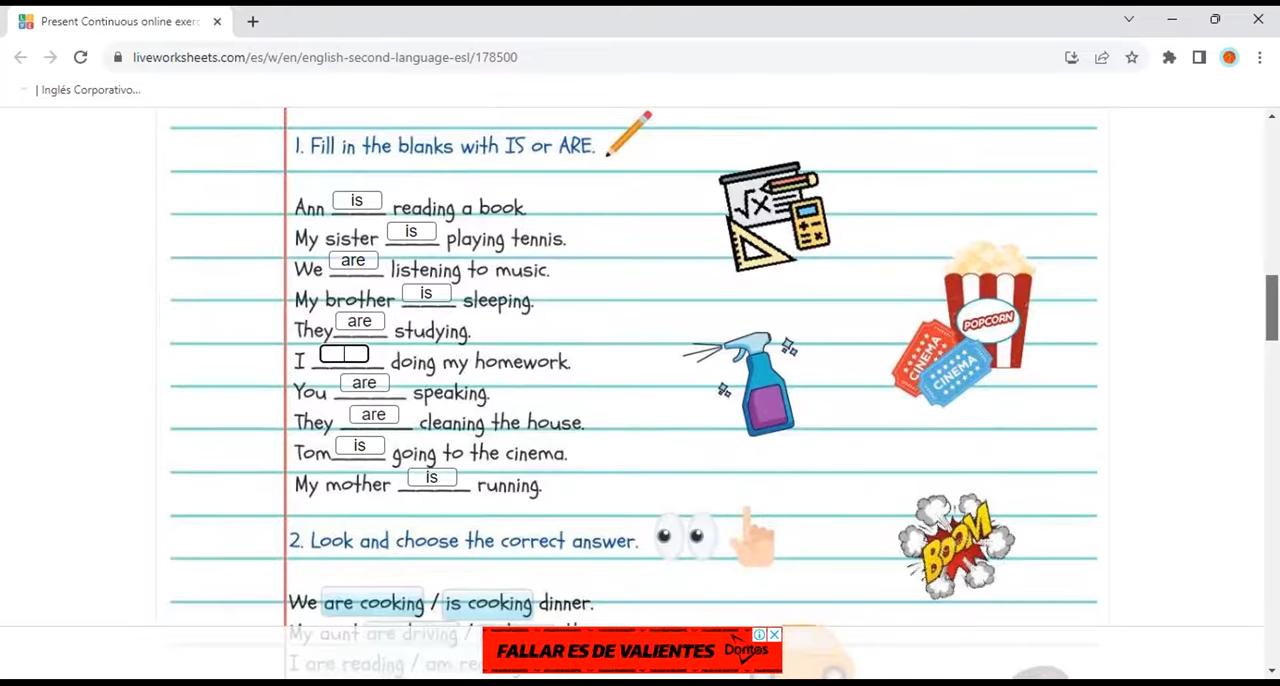 Present Continuous online exerc
liveworksheets.com/es/w/en/english-second-language-esl/178500
| Inglés Corporativo...
1. Fill in the blanks with IS or ARE.
Ann is reading a book.
My sister is playing tennis.
We are listening to music.
My brother is sleeping.
They are studying.
I ______ doing my homework.
You are speaking.
They are cleaning the house.
Tom is going to the cinema.
My mother is running.
√x
POPCORN
CINEMA
CINEMA
2. Look and choose the correct answer.
BOOM
We are cooking / is cooking dinner.
My aunt are driving /
I are reading / am re
FALLAR ES DE VALIENTES Doritos